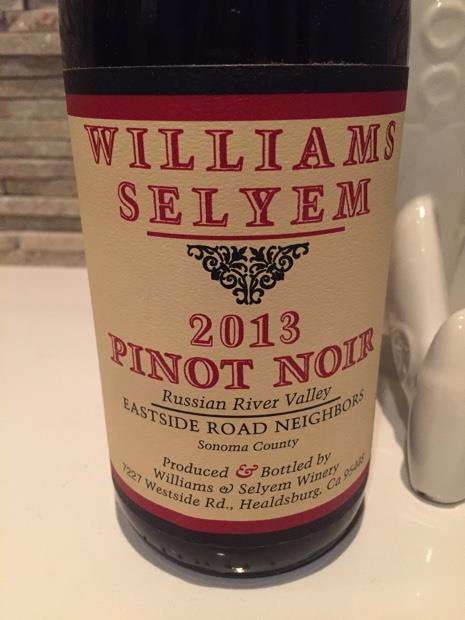 WILLIAMS
SELYEM
2013
PINOT NOIR
Russian River Valley
EASTSIDE ROAD NEIGHBORS
Sonoma County
Produced & Bottled by
Williams & Selyem Winery
7227 Westside Rd., Healdsburg, Ca 95448